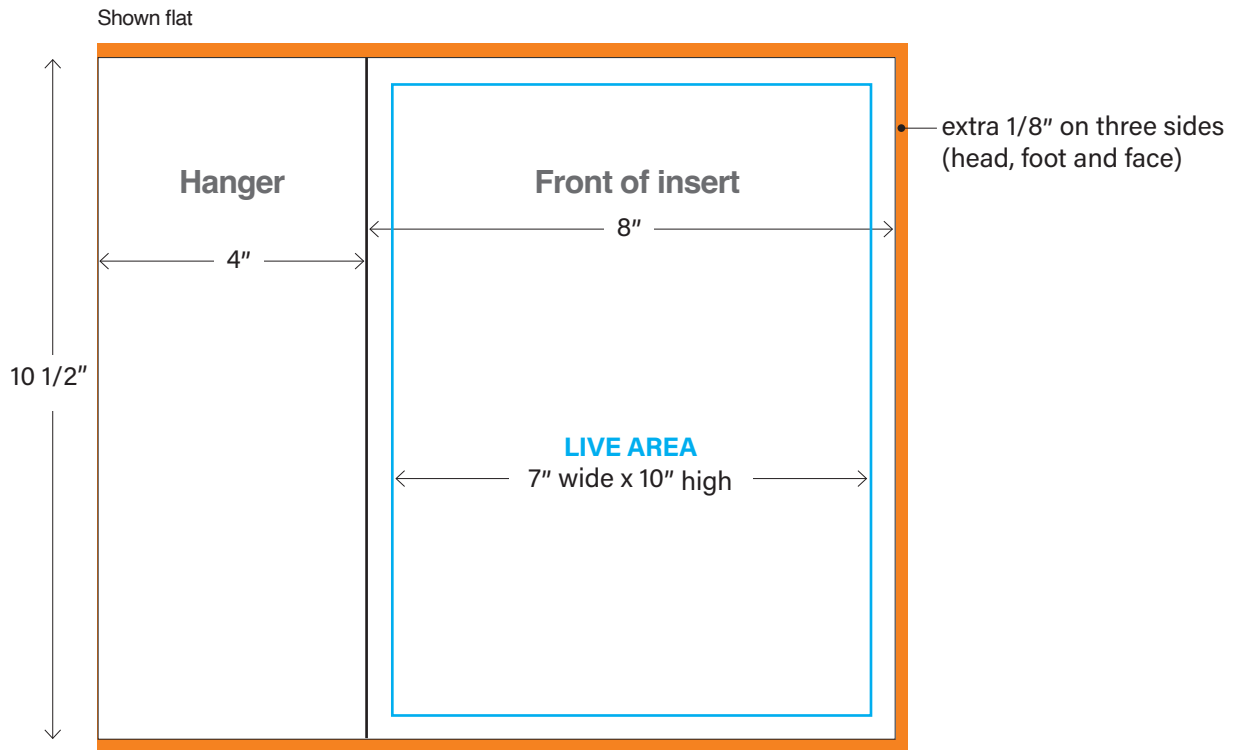 Shown flat
extra 1/8" on three sides
(head, foot and face)
Hanger
Front of insert
8"
4"
10 1/2"
LIVE AREA
7" wide x 10" high